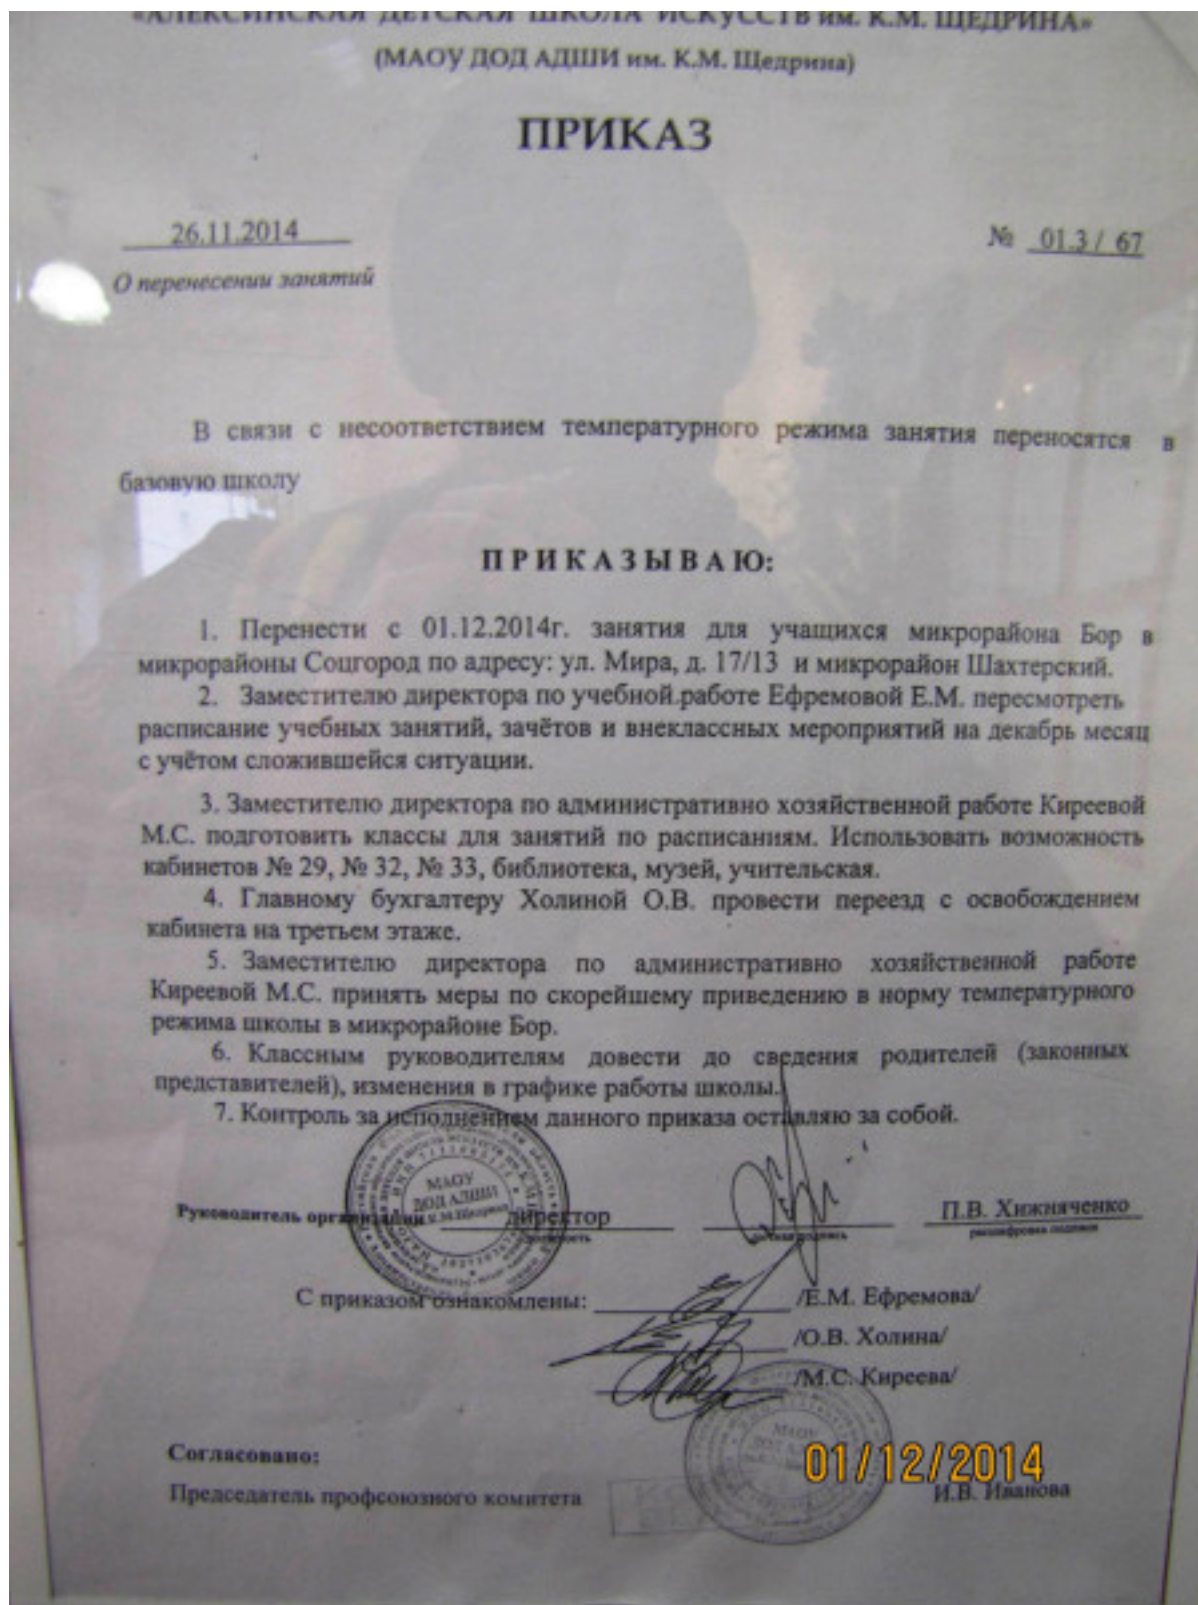 «АЛЕКСИНСКАЯ ДЕТСКАЯ ШКОЛА ИСКУССТВ им. К.М. ЩЕДРИНА»
(МАОУ ДОД АДШИ им. К.М. Щедрина)
ПРИКАЗ
26.11.2014 № 01.3 / 67
О перенесении занятий
В связи с несоответствием температурного режима занятия переносятся в
базовую школу
П Р И К А З Ы В А Ю:
1. Перенести с 01.12.2014г. занятия для учащихся микрорайона Бор в
микрорайоны Соцгород по адресу: ул. Мира, д. 17/13 и микрорайон Шахтерский.
2. Заместителю директора по учебной работе Ефремовой Е.М. пересмотреть
расписание учебных занятий, зачётов и внеклассных мероприятий на декабрь месяц
с учётом сложившейся ситуации.
3. Заместителю директора по административно хозяйственной работе Киреевой
М.С. подготовить классы для занятий по расписаниям. Использовать возможность
кабинетов № 29, № 32, № 33, библиотека, музей, учительская.
4. Главному бухгалтеру Холиной О.В. провести переезд с освобождением
кабинета на третьем этаже.
5. Заместителю директора по административно хозяйственной работе
Киреевой М.С. принять меры по скорейшему приведению в норму температурного
режима школы в микрорайоне Бор.
6. Классным руководителям довести до сведения родителей (законных
представителей), изменения в графике работы школы.
7. Контроль за исполнением данного приказа оставляю за собой.
МАОУ
ДОД АДШИ
им. К.М.Щедрина
Руководитель организации директор П.В. Хижняченко
должность личная подпись расшифровка подписи
С приказом ознакомлены: /Е.М. Ефремова/
/О.В. Холина/
/М.С. Киреева/
МАОУ
Согласовано:
01/12/2014
Председатель профсоюзного комитета И.В. Иванова